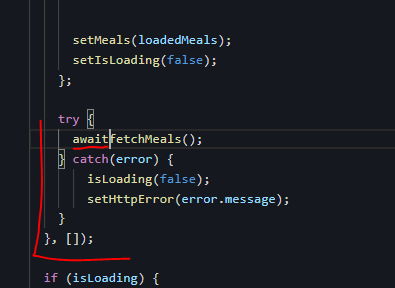 setMeals(loadedMeals);
setIsLoading(false);
};
try {
await fetchMeals();
} catch(error) {
isLoading(false);
setHttpError(error.message);
}
}, []);
if (isLoading) {